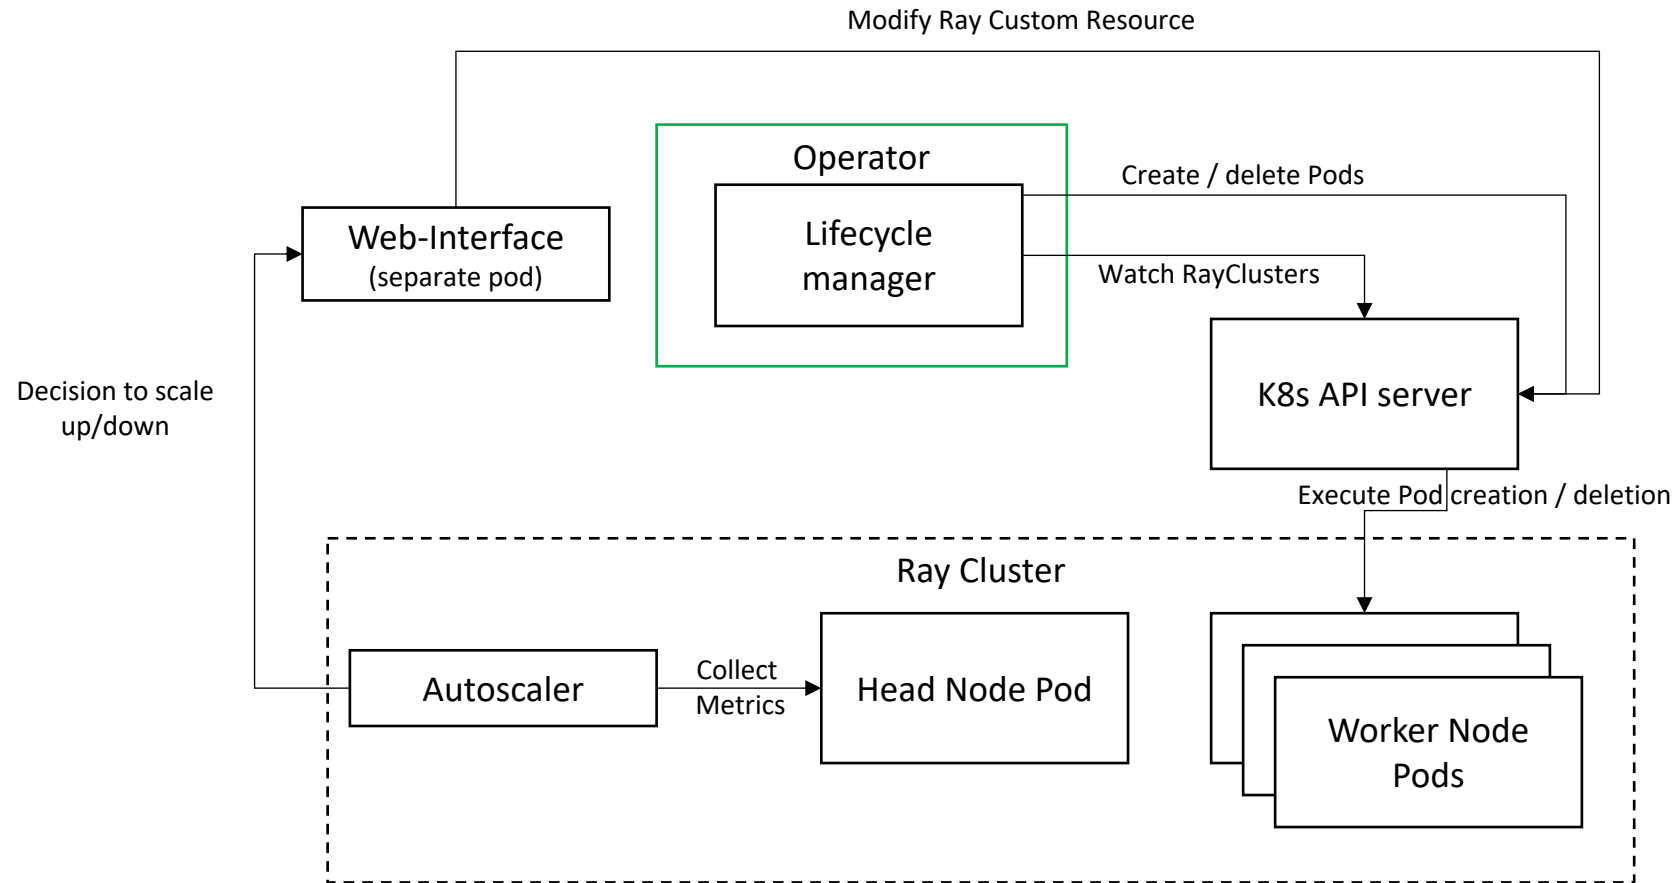 Modify Ray Custom Resource
Operator
Create / delete Pods
Web-Interface
(separate pod)
Lifecycle
manager
Watch RayClusters
Decision to scale
up/down
K8s API server
Execute Pod creation / deletion
Ray Cluster
Autoscaler
Collect
Metrics
Head Node Pod
Worker Node
Pods